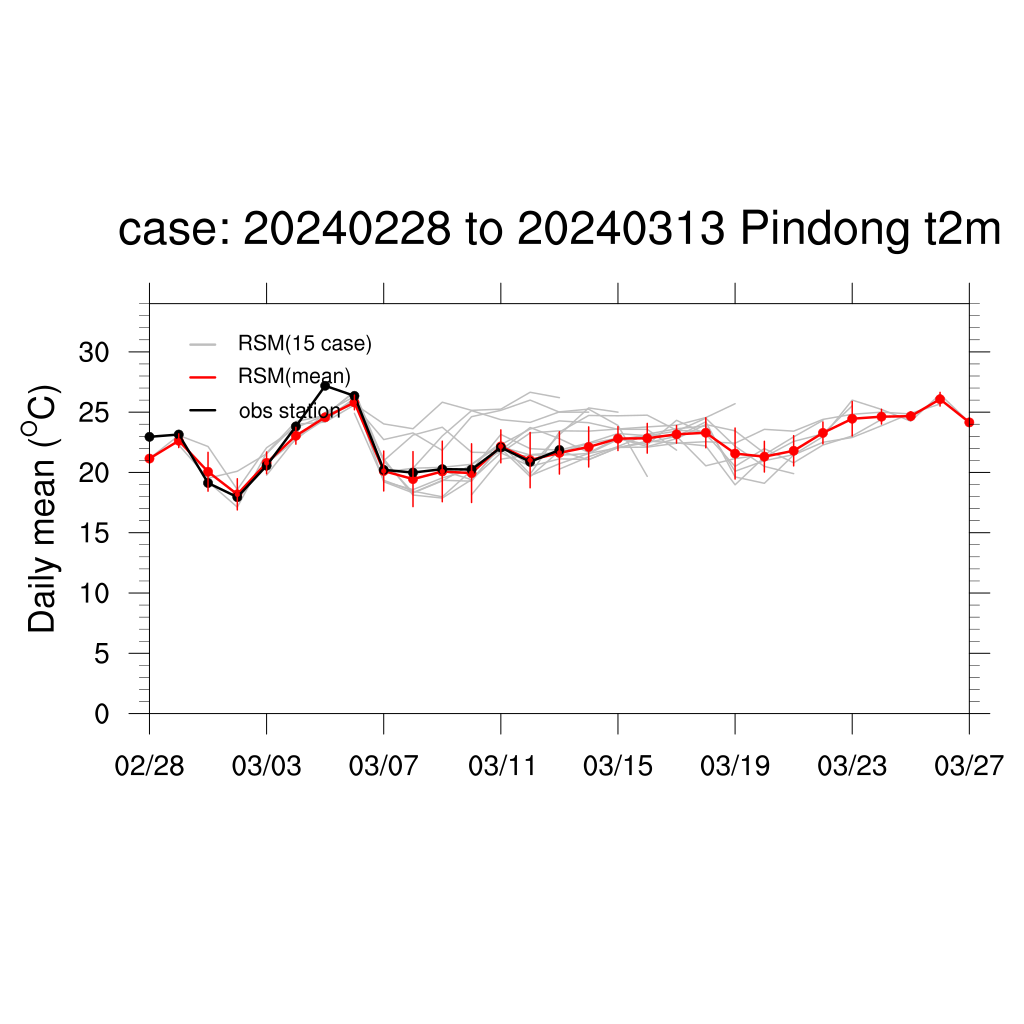 case: 20240228 to 20240313 Pindong t2m
RSM(15 case)
RSM(mean)
obs station
Daily mean (°C)
30
25
20
15
10
5
0
02/28 03/03 03/07 03/11 03/15 03/19 03/23 03/27